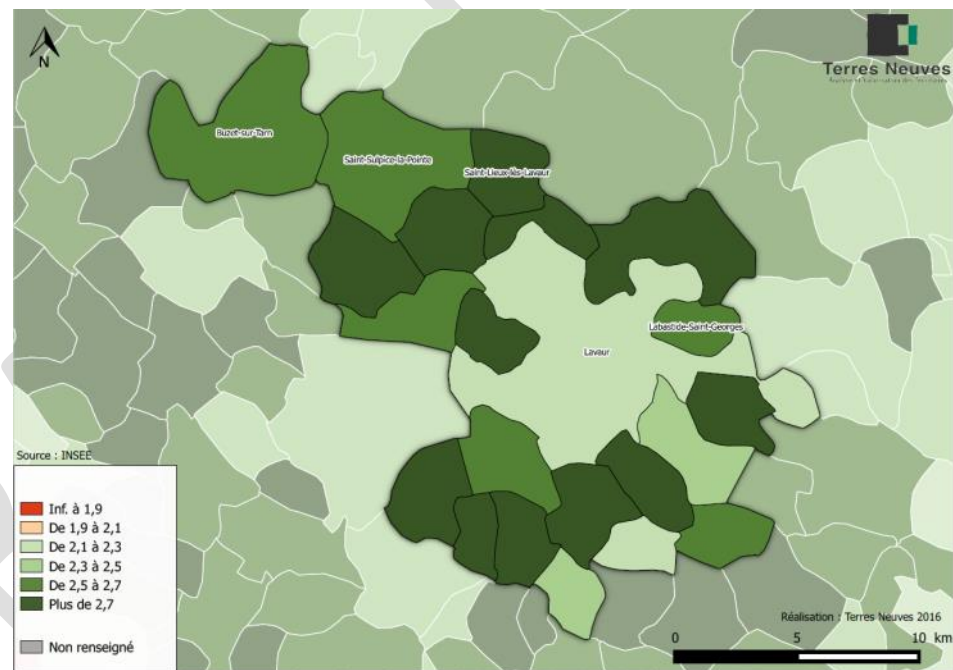 N
Terres Neuves
Buzet-sur-Tarn
Saint-Sulpice-la-Pointe
Saint-Lieux-lès-Lavaur
Labastide-Saint-Georges
Lavaur
Source : INSEE
Inf. à 1,9
De 1,9 à 2,1
De 2,1 à 2,3
De 2,3 à 2,5
De 2,5 à 2,7
Plus de 2,7
Non renseigné
Réalisation : Terres Neuves 2016
0 5 10 km